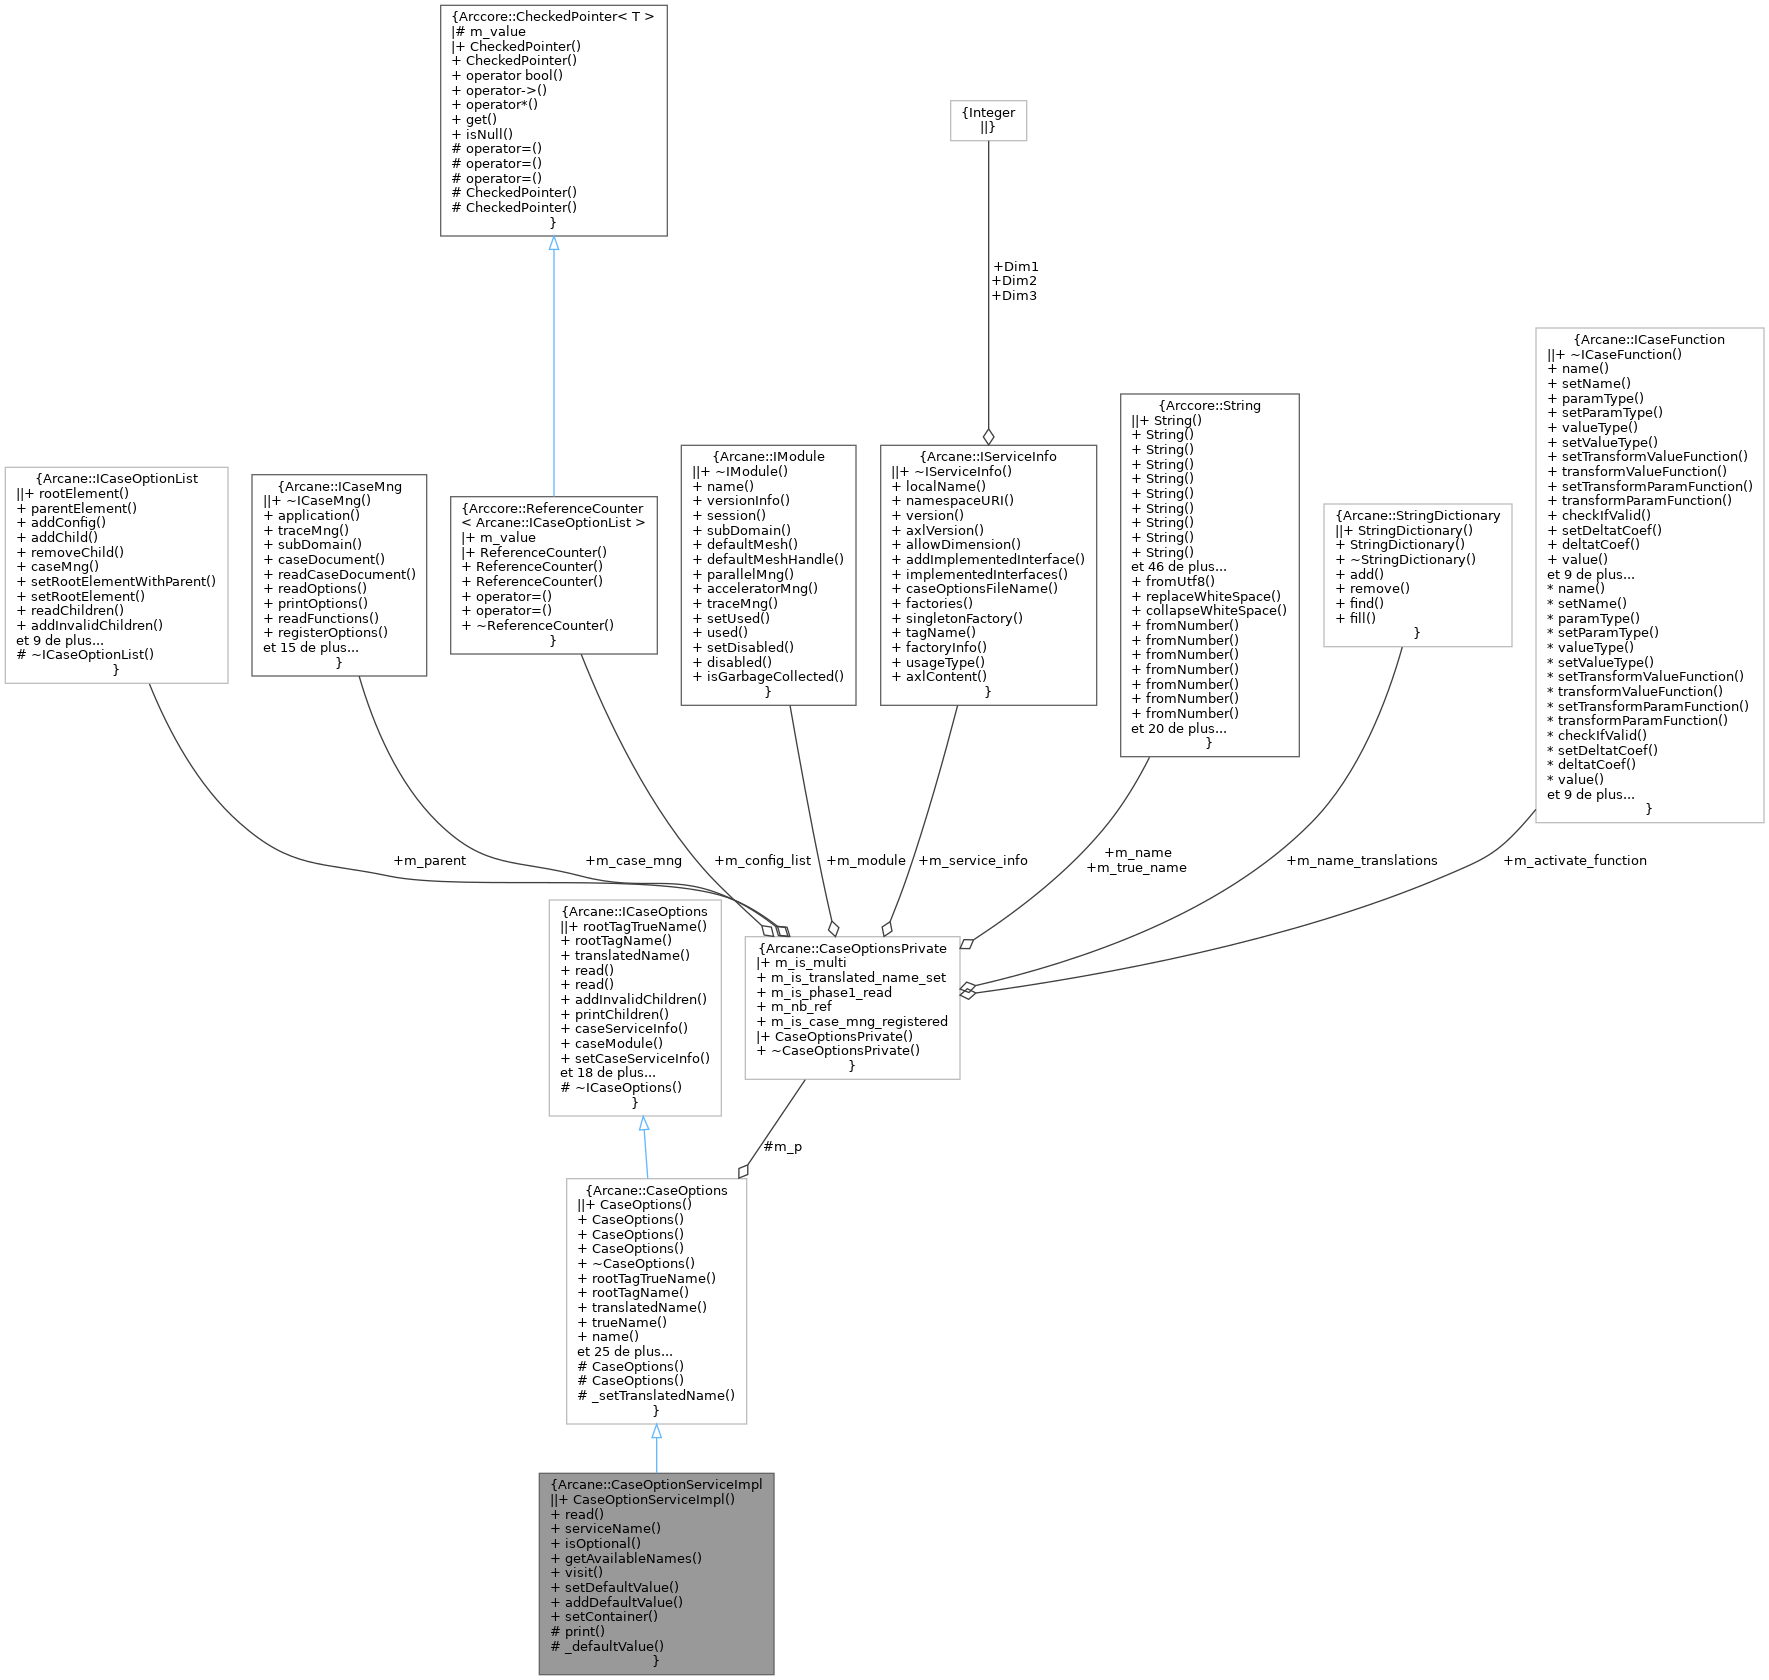 {Arccore::CheckedPointer< T >
|# m_value
|+ CheckedPointer()
+ CheckedPointer()
+ operator bool()
+ operator->()
+ operator*()
+ get()
+ isNull()
# operator=()
# operator=()
# operator=()
# CheckedPointer()
# CheckedPointer()
}
{Integer
||}
+Dim1
+Dim2
+Dim3
{Arcane::ICaseOptionList
||+ rootElement()
+ parentElement()
+ addConfig()
+ addChild()
+ removeChild()
+ caseMng()
+ setRootElementWithParent()
+ setRootElement()
+ readChildren()
+ addInvalidChildren()
et 9 de plus...
# ~ICaseOptionList()
}
{Arcane::ICaseMng
||+ ~ICaseMng()
+ application()
+ traceMng()
+ subDomain()
+ caseDocument()
+ readCaseDocument()
+ readOptions()
+ printOptions()
+ readFunctions()
+ registerOptions()
et 15 de plus...
}
{Arccore::ReferenceCounter
< Arcane::ICaseOptionList >
|+ m_value
|+ ReferenceCounter()
+ ReferenceCounter()
+ ReferenceCounter()
+ operator=()
+ operator=()
+ ~ReferenceCounter()
}
{Arcane::IModule
||+ ~IModule()
+ name()
+ versionInfo()
+ session()
+ subDomain()
+ defaultMesh()
+ defaultMeshHandle()
+ parallelMng()
+ acceleratorMng()
+ traceMng()
+ setUsed()
+ used()
+ setDisabled()
+ disabled()
+ isGarbageCollected()
}
{Arcane::IServiceInfo
||+ ~IServiceInfo()
+ localName()
+ namespaceURI()
+ version()
+ axlVersion()
+ allowDimension()
+ addImplementedInterface()
+ implementedInterfaces()
+ caseOptionsFileName()
+ factories()
+ singletonFactory()
+ tagName()
+ factoryInfo()
+ usageType()
+ axlContent()
}
{Arccore::String
||+ String()
+ String()
+ String()
+ String()
+ String()
+ String()
+ String()
+ String()
+ String()
+ String()
et 46 de plus...
+ fromUtf8()
+ replaceWhiteSpace()
+ collapseWhiteSpace()
+ fromNumber()
+ fromNumber()
+ fromNumber()
+ fromNumber()
+ fromNumber()
+ fromNumber()
+ fromNumber()
et 20 de plus...
}
{Arcane::StringDictionary
||+ StringDictionary()
+ StringDictionary()
+ ~StringDictionary()
+ add()
+ remove()
+ find()
+ fill()
}
{Arcane::ICaseFunction
||+ ~ICaseFunction()
+ name()
+ setName()
+ paramType()
+ setParamType()
+ valueType()
+ setValueType()
+ setTransformValueFunction()
+ transformValueFunction()
+ setTransformParamFunction()
+ transformParamFunction()
+ checkIfValid()
+ setDeltatCoef()
+ deltatCoef()
+ value()
et 9 de plus...
* name()
* setName()
* paramType()
* setParamType()
* valueType()
* setValueType()
* setTransformValueFunction()
* transformValueFunction()
* setTransformParamFunction()
* transformParamFunction()
* checkIfValid()
* setDeltatCoef()
* deltatCoef()
* value()
et 9 de plus...
}
+m_parent
+m_case_mng
+m_config_list
+m_module
+m_service_info
+m_name
+m_true_name
+m_name_translations
+m_activate_function
{Arcane::ICaseOptions
||+ rootTagTrueName()
+ rootTagName()
+ translatedName()
+ read()
+ read()
+ addInvalidChildren()
+ printChildren()
+ caseServiceInfo()
+ caseModule()
+ setCaseServiceInfo()
et 18 de plus...
# ~ICaseOptions()
}
{Arcane::CaseOptionsPrivate
|+ m_is_multi
+ m_is_translated_name_set
+ m_is_phase1_read
+ m_nb_ref
+ m_is_case_mng_registered
|+ CaseOptionsPrivate()
+ ~CaseOptionsPrivate()
}
#m_p
{Arcane::CaseOptions
||+ CaseOptions()
+ CaseOptions()
+ CaseOptions()
+ CaseOptions()
+ ~CaseOptions()
+ rootTagTrueName()
+ rootTagName()
+ translatedName()
+ trueName()
+ name()
et 25 de plus...
# CaseOptions()
# CaseOptions()
# _setTranslatedName()
}
{Arcane::CaseOptionServiceImpl
||+ CaseOptionServiceImpl()
+ read()
+ serviceName()
+ isOptional()
+ getAvailableNames()
+ visit()
+ setDefaultValue()
+ addDefaultValue()
+ setContainer()
# print()
# _defaultValue()
}